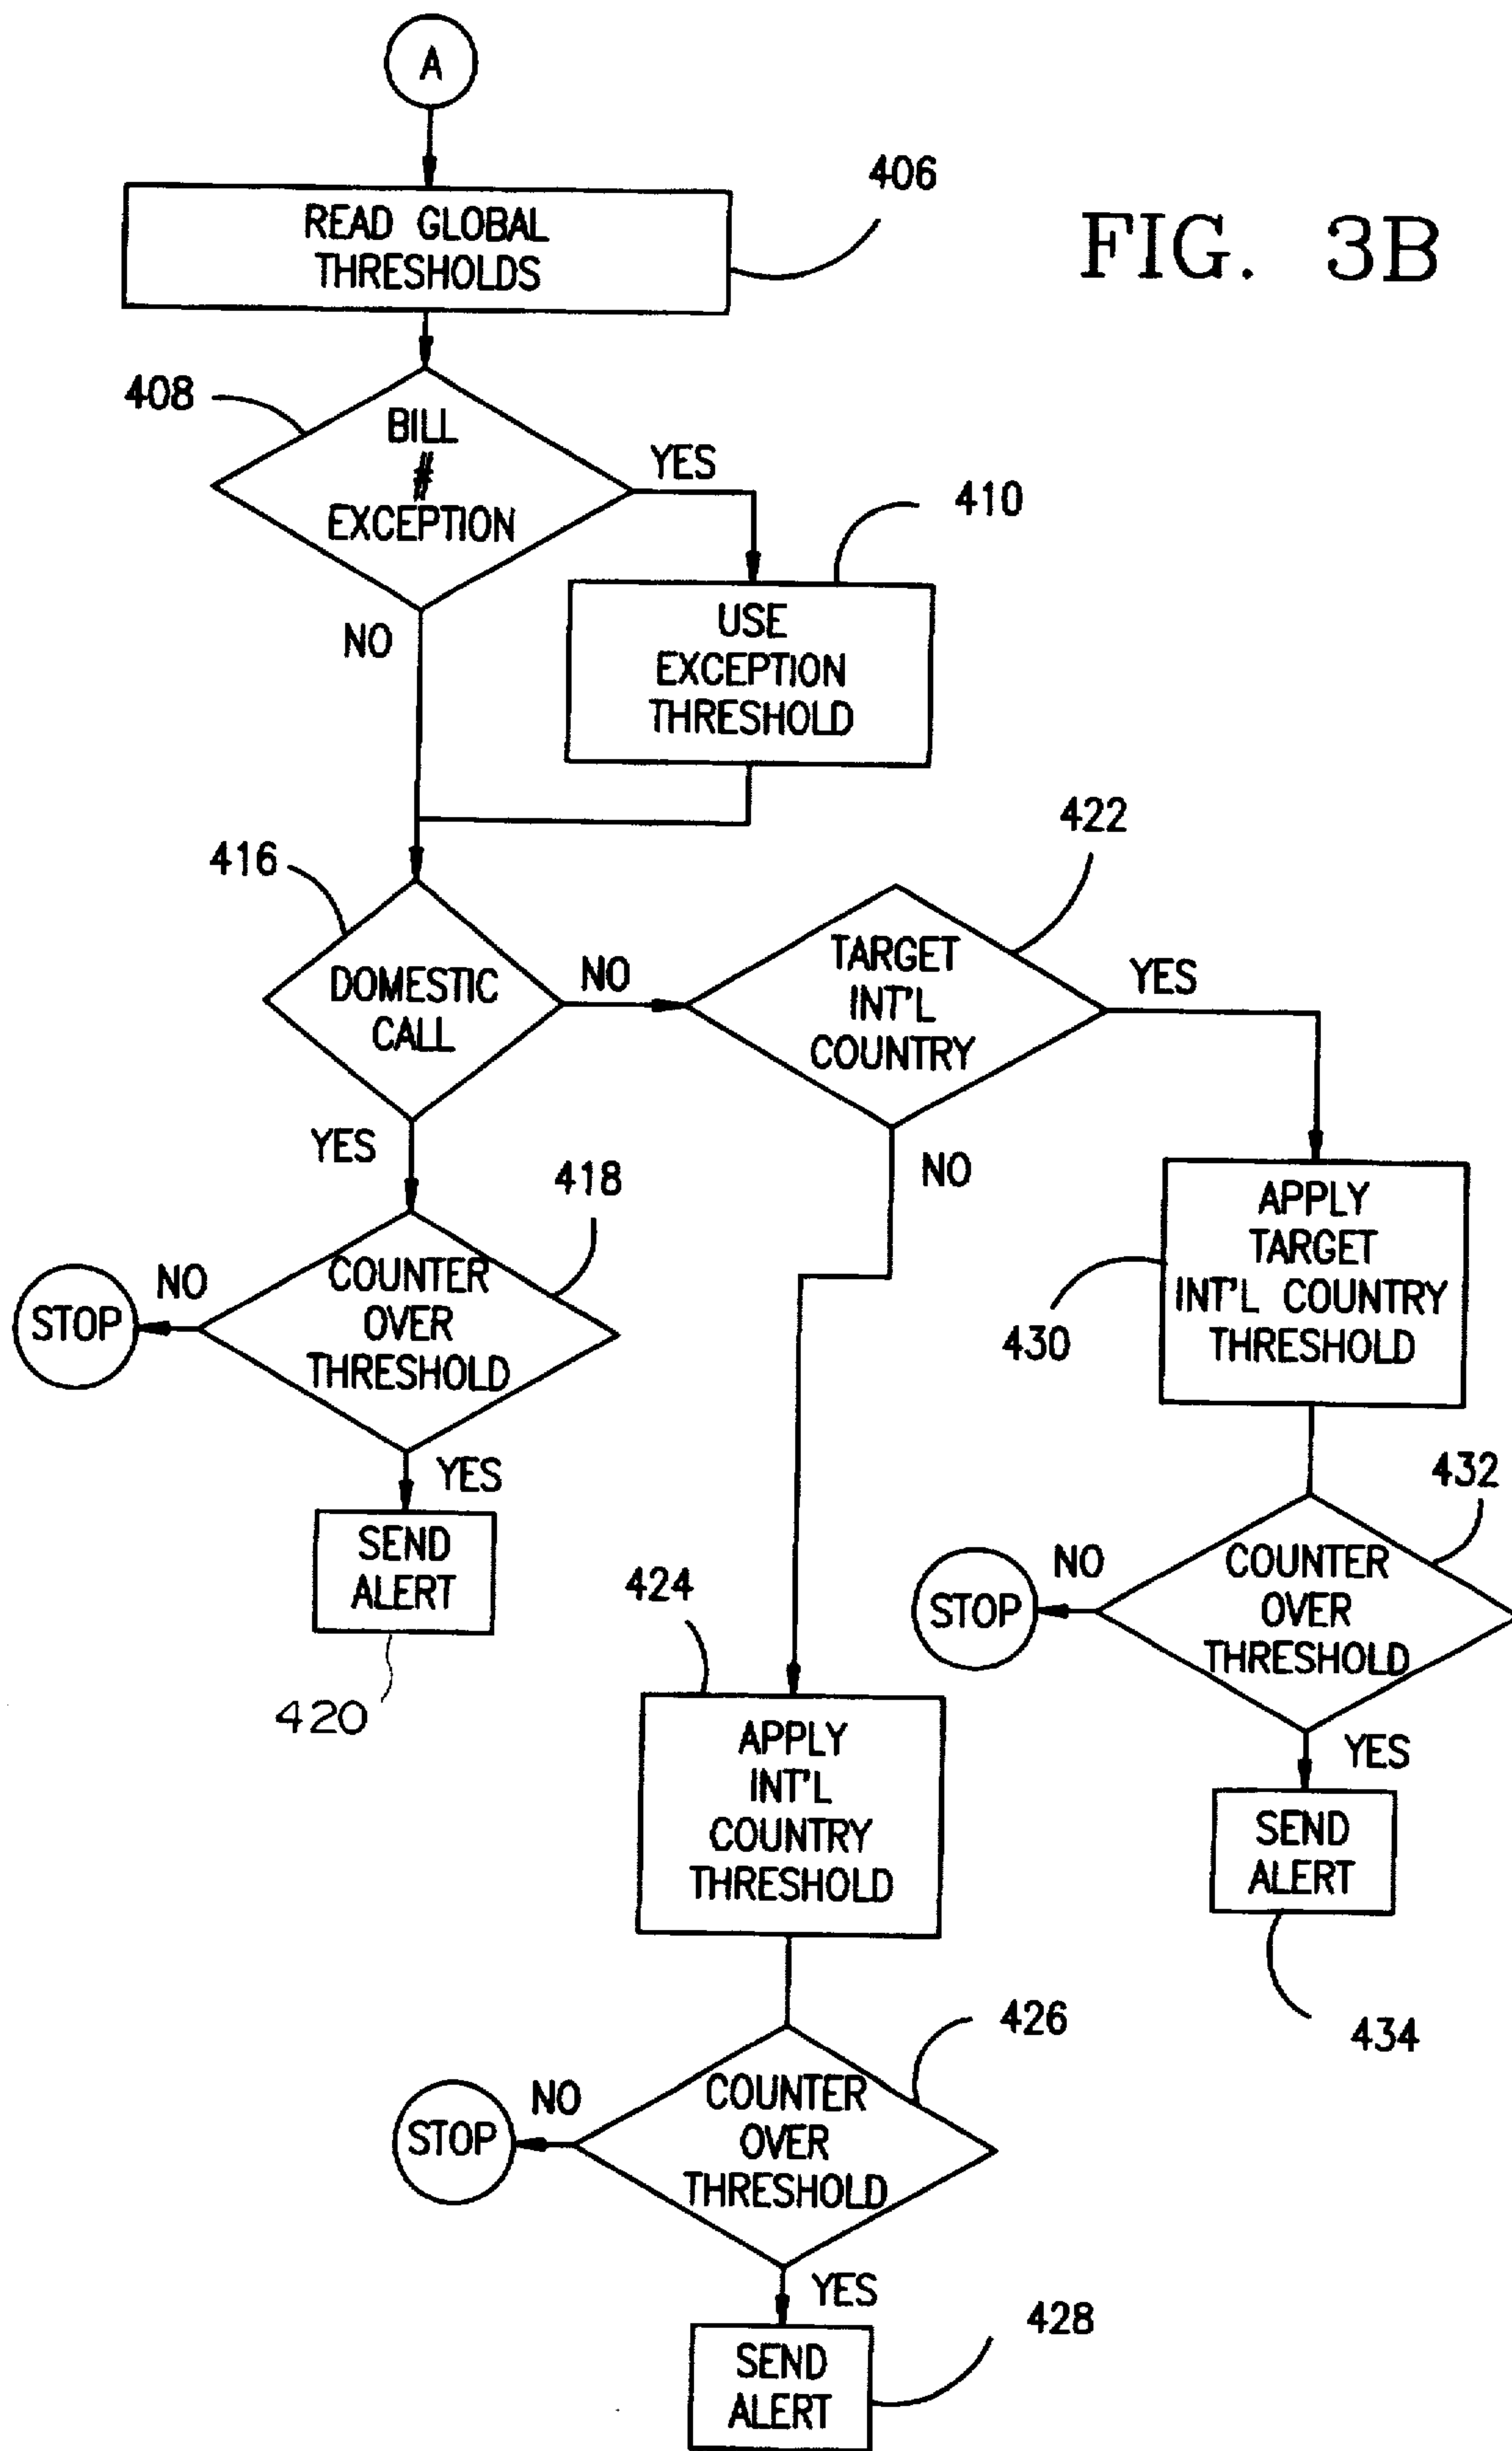 A
406
READ GLOBAL
THRESHOLDS
FIG. 3B
408
BILL
#
EXCEPTION
YES
410
NO
USE
EXCEPTION
THRESHOLD
422
416
DOMESTIC
CALL
NO
TARGET
INT'L
COUNTRY
YES
YES
NO
418
APPLY
TARGET
INT'L COUNTRY
THRESHOLD
430
STOP
NO
COUNTER
OVER
THRESHOLD
YES
SEND
ALERT
420
432
STOP
NO
COUNTER
OVER
THRESHOLD
YES
SEND
ALERT
434
424
APPLY
INT'L
COUNTRY
THRESHOLD
426
STOP
NO
COUNTER
OVER
THRESHOLD
YES
428
SEND
ALERT